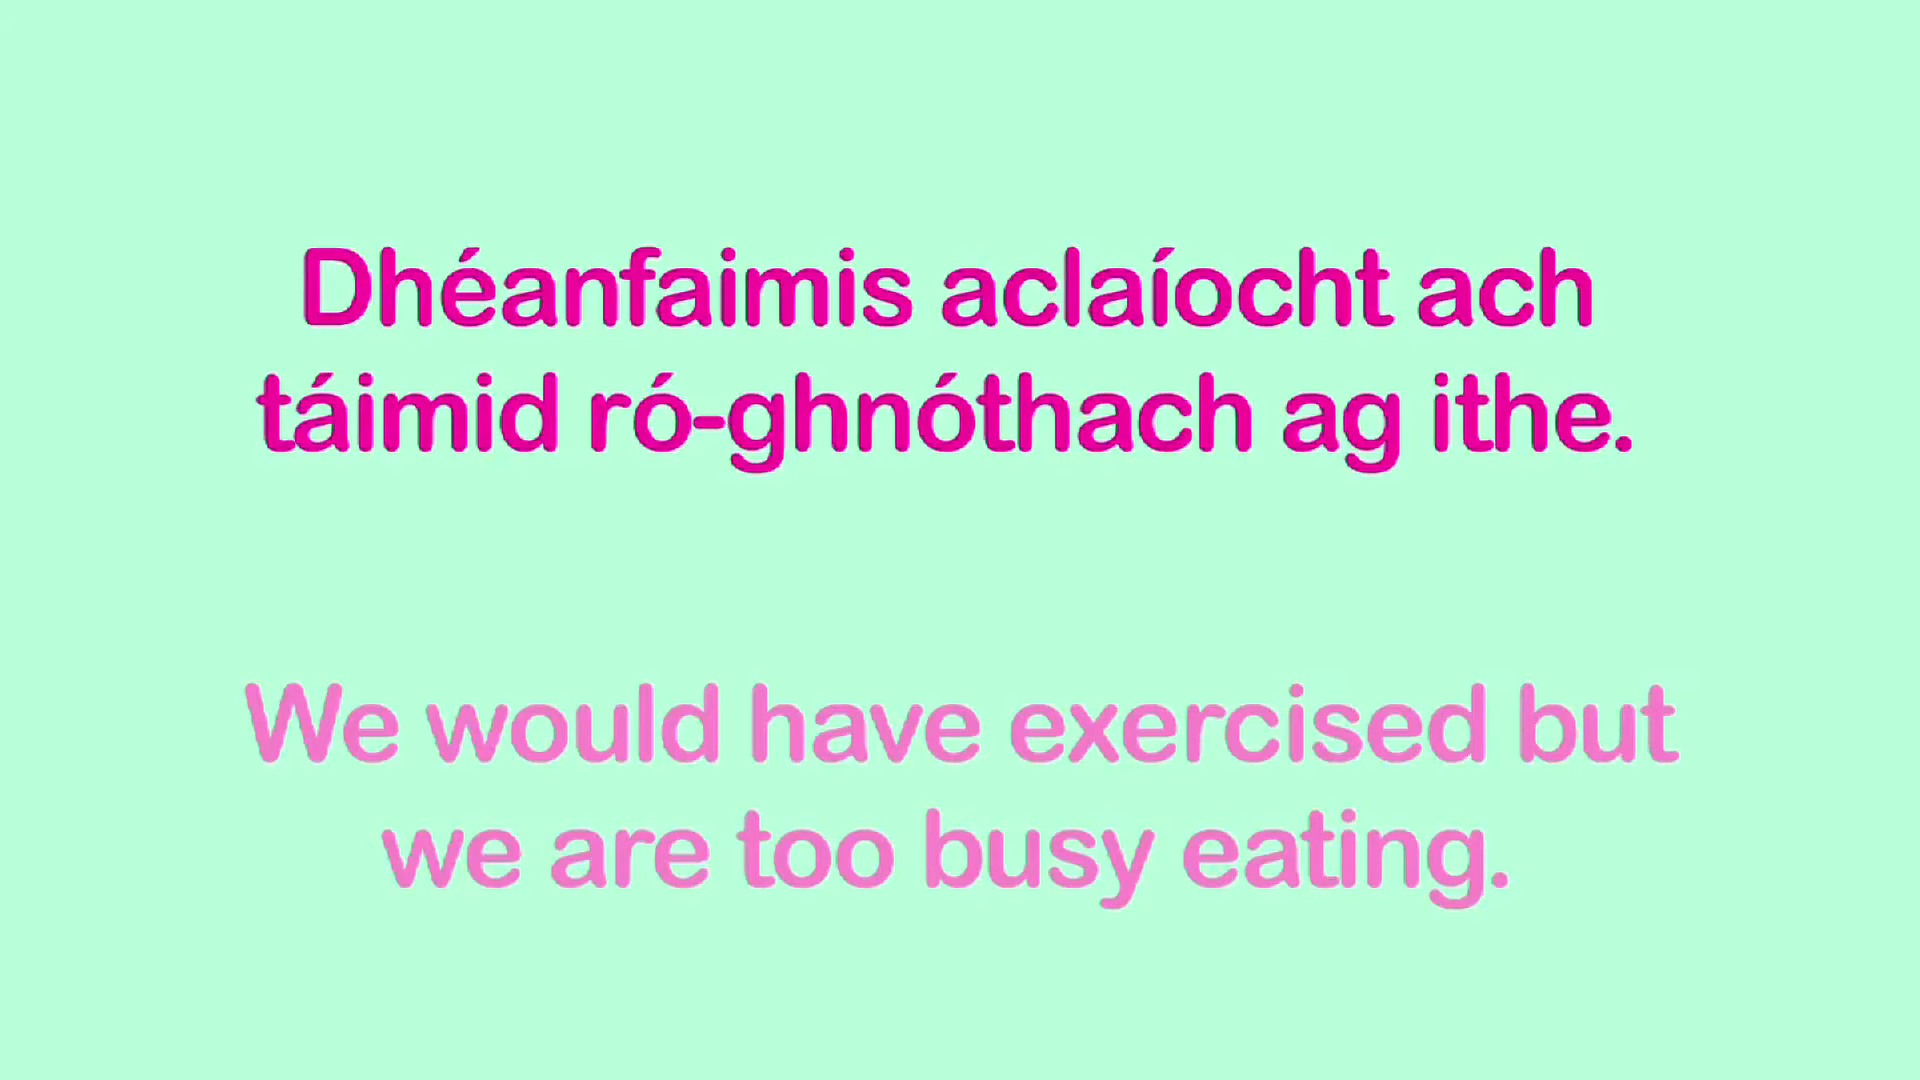 Dhéanfaimis aclaíocht ach
táimid ró-ghnóthach ag ithe.
We would have exercised but
we are too busy eating.